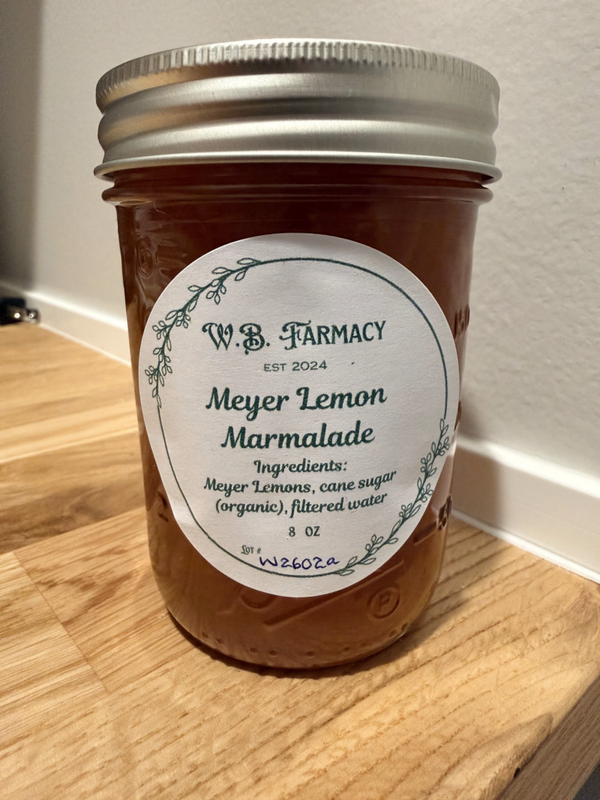 W.B. FARMACY
EST 2024
Meyer Lemon
Marmalade
Ingredients:
Meyer Lemons, cane sugar
(organic), filtered water
8 OZ
LOT # W2602a